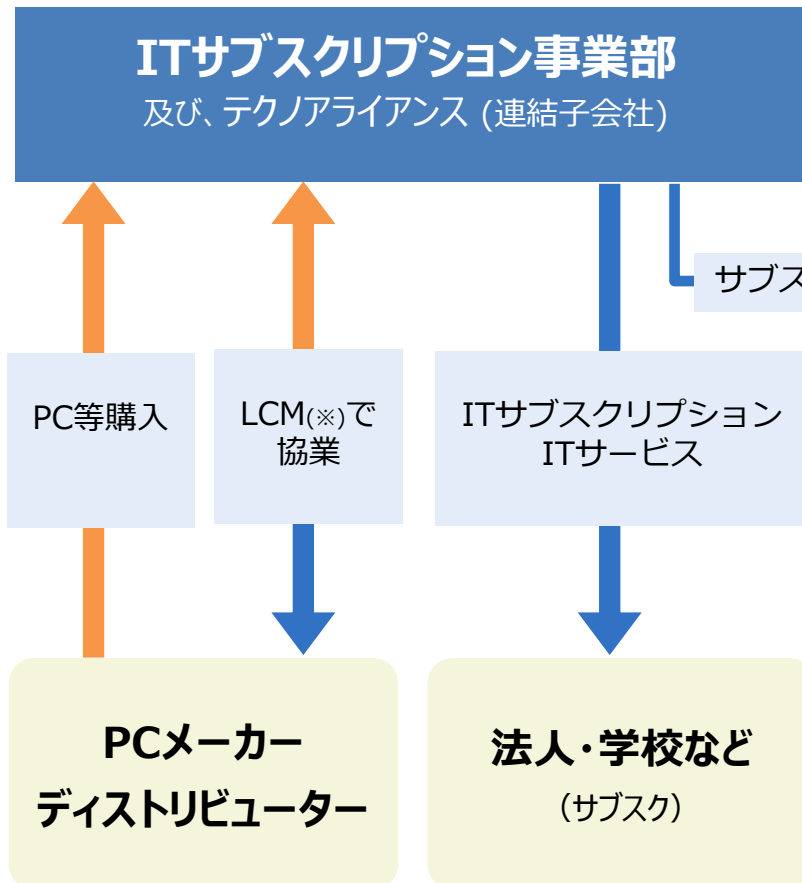 ITサブスクリプション事業部
及び、テクノアライアンス (連結子会社)
サブス
PC等購入
LCM(※)で
協業
ITサブスクリプション
ITサービス
PCメーカー
ディストリビューター
法人・学校など
（サブスク）